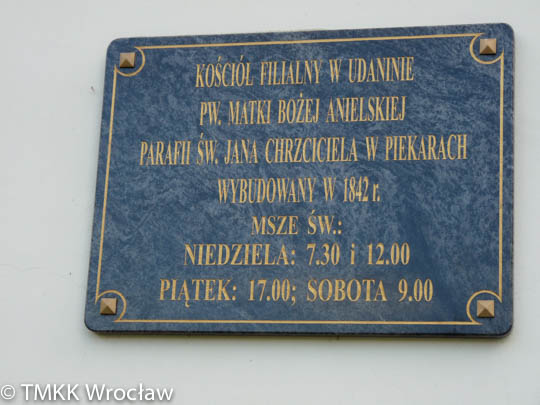 KOŚCIÓŁ FILIALNY W UDANINIE
PW. MATKI BOŻEJ ANIELSKIEJ
PARAFII ŚW. JANA CHRZCICIELA W PIEKARACH
WYBUDOWANY W 1842 r.
MSZE ŚW.:
NIEDZIELA: 7.30 i 12.00
PIĄTEK: 17.00; SOBOTA 9.00
© TMKK Wrocław